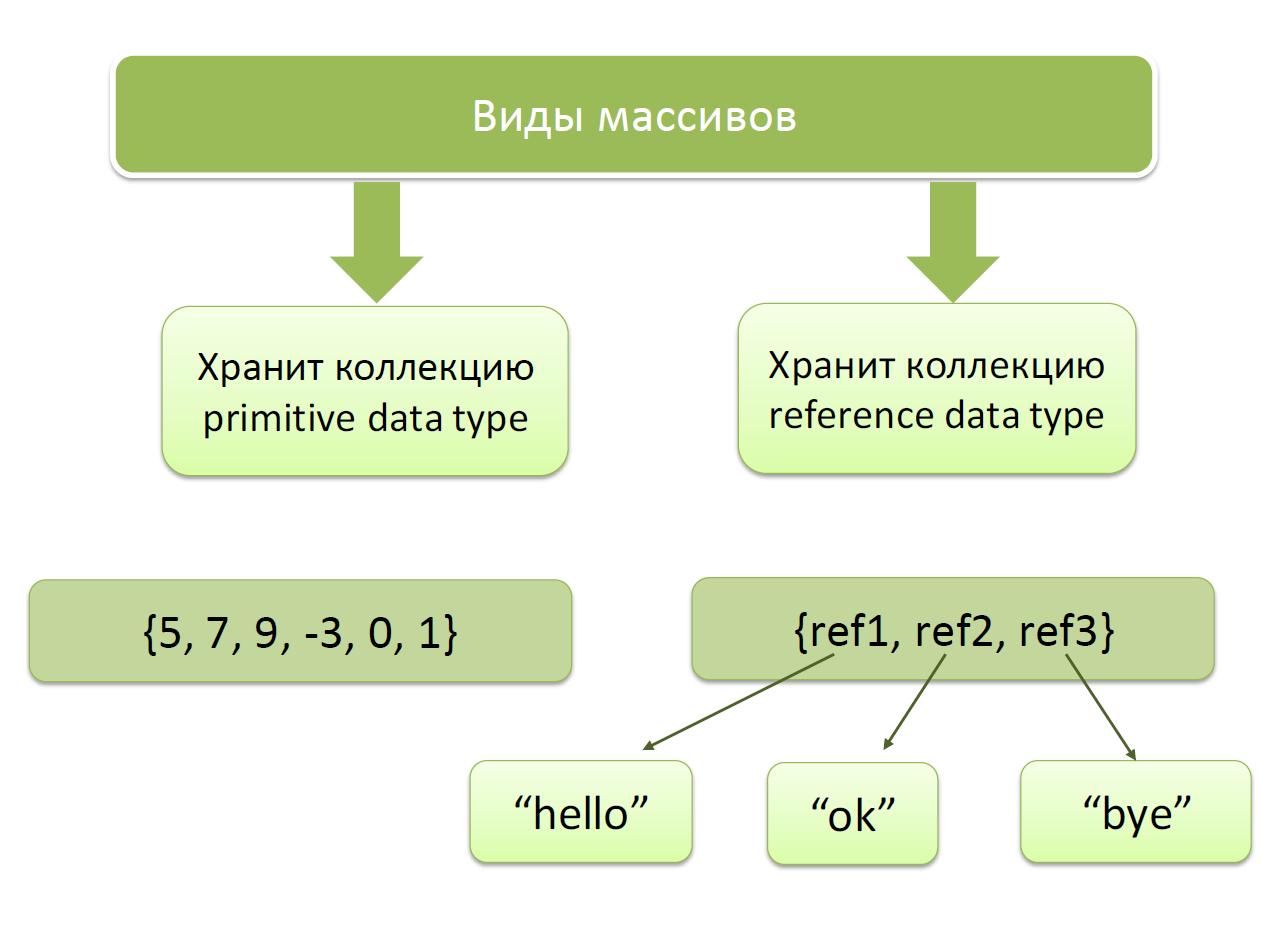 Виды массивов
Хранит коллекцию
primitive data type
Хранит коллекцию
reference data type
{5, 7, 9, -3, 0, 1}
{ref1, ref2, ref3}
“hello”
“ok”
“bye”